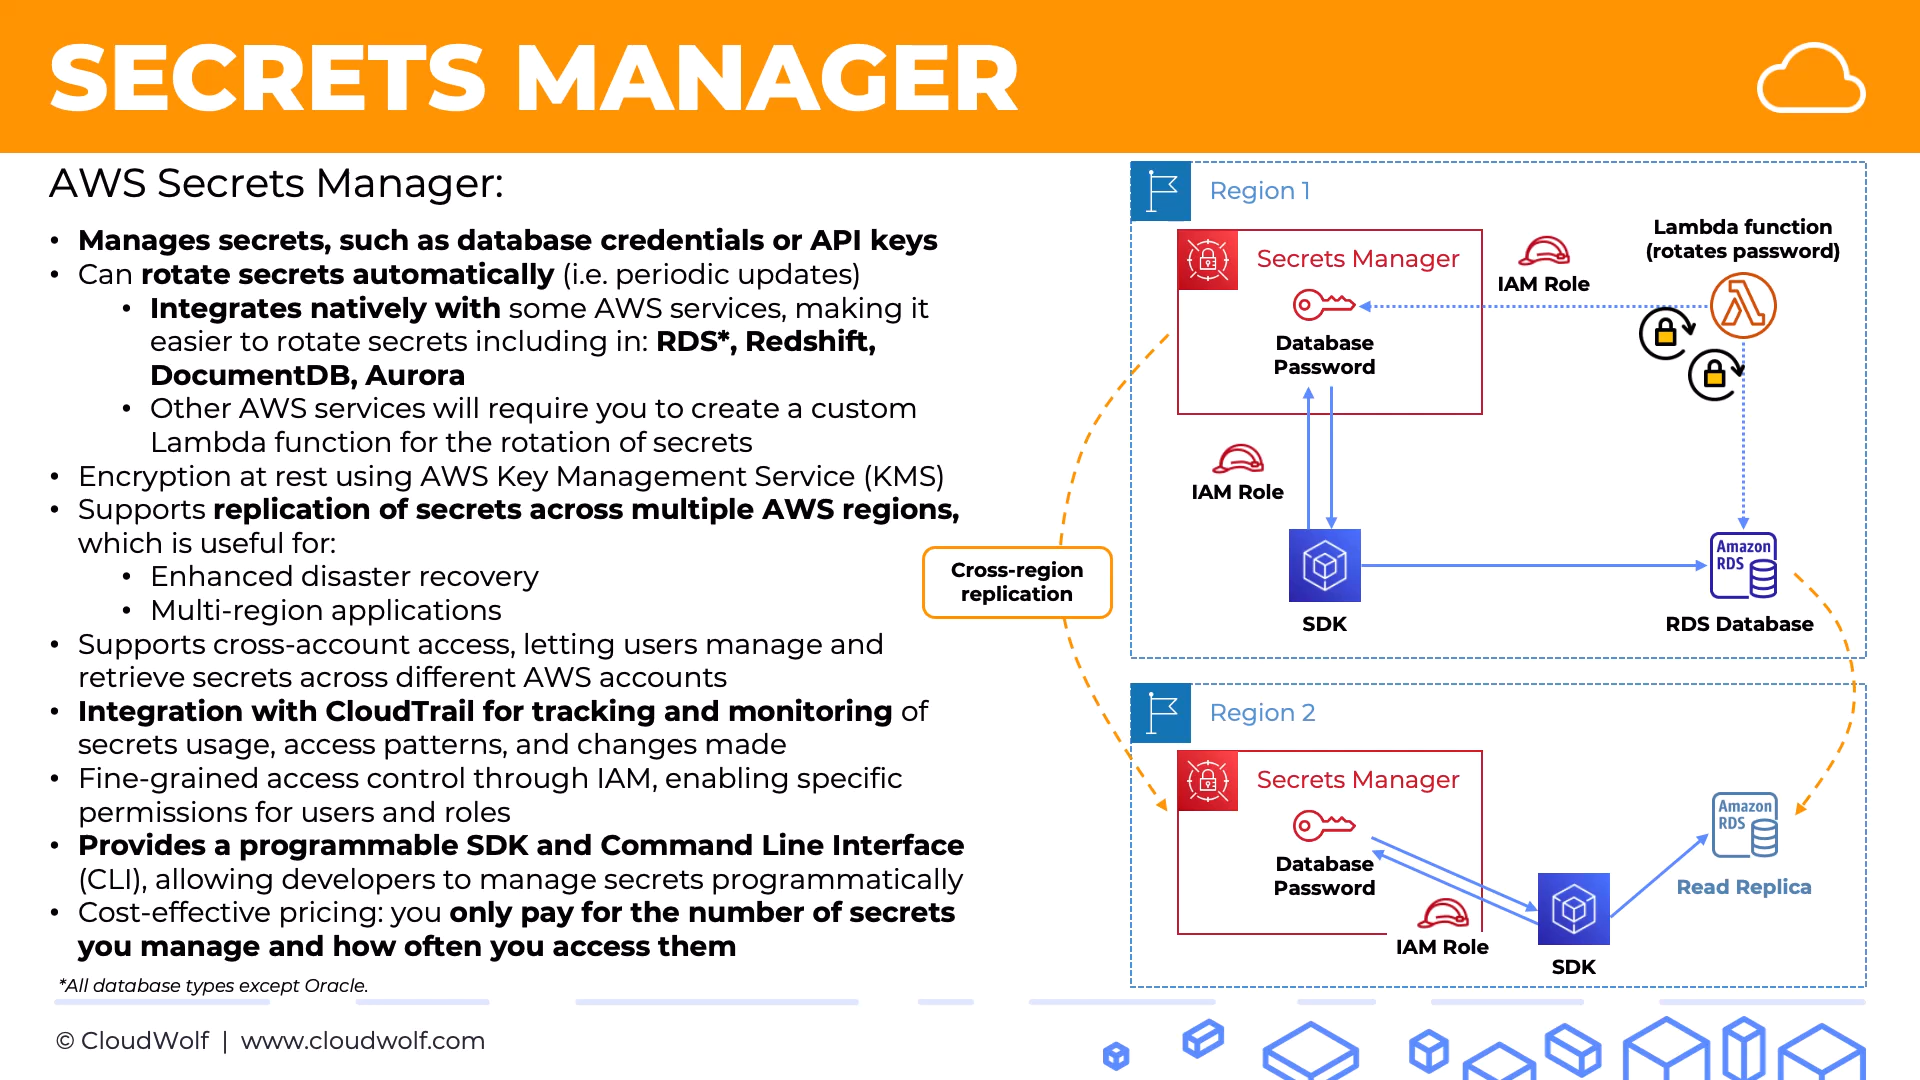 SECRETS MANAGER
AWS Secrets Manager:
• Manages secrets, such as database credentials or API keys
• Can rotate secrets automatically (i.e. periodic updates)
• Integrates natively with some AWS services, making it
easier to rotate secrets including in: RDS*, Redshift,
DocumentDB, Aurora
• Other AWS services will require you to create a custom
Lambda function for the rotation of secrets
• Encryption at rest using AWS Key Management Service (KMS)
• Supports replication of secrets across multiple AWS regions,
which is useful for:
• Enhanced disaster recovery
• Multi-region applications
• Supports cross-account access, letting users manage and
retrieve secrets across different AWS accounts
• Integration with CloudTrail for tracking and monitoring of
secrets usage, access patterns, and changes made
• Fine-grained access control through IAM, enabling specific
permissions for users and roles
• Provides a programmable SDK and Command Line Interface
(CLI), allowing developers to manage secrets programmatically
• Cost-effective pricing: you only pay for the number of secrets
you manage and how often you access them
*All database types except Oracle.
Region 1
Secrets Manager
Database
Password
IAM Role
Lambda function
(rotates password)
IAM Role
SDK
Amazon
RDS
RDS Database
Cross-region
replication
Region 2
Secrets Manager
Database
Password
IAM Role
SDK
Amazon
RDS
Read Replica
© CloudWolf | www.cloudwolf.com